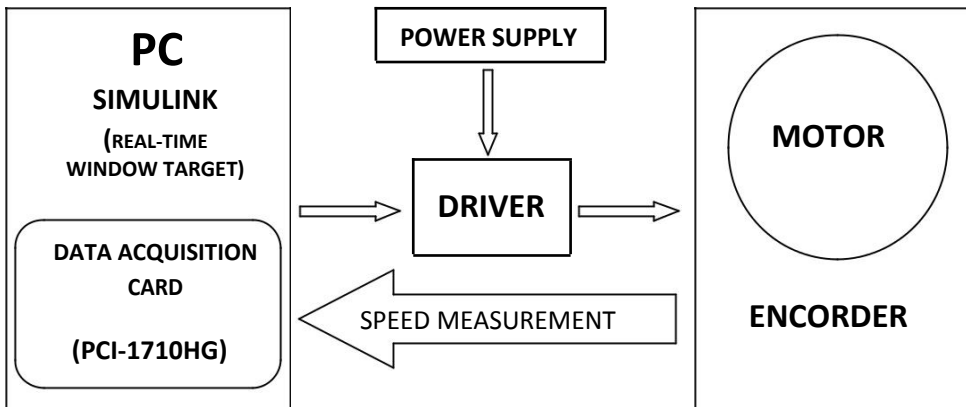 PC
SIMULINK
(REAL-TIME
WINDOW TARGET)
DATA ACQUISITION
CARD
(PCI-1710HG)
POWER SUPPLY
DRIVER
SPEED MEASUREMENT
MOTOR
ENCORDER